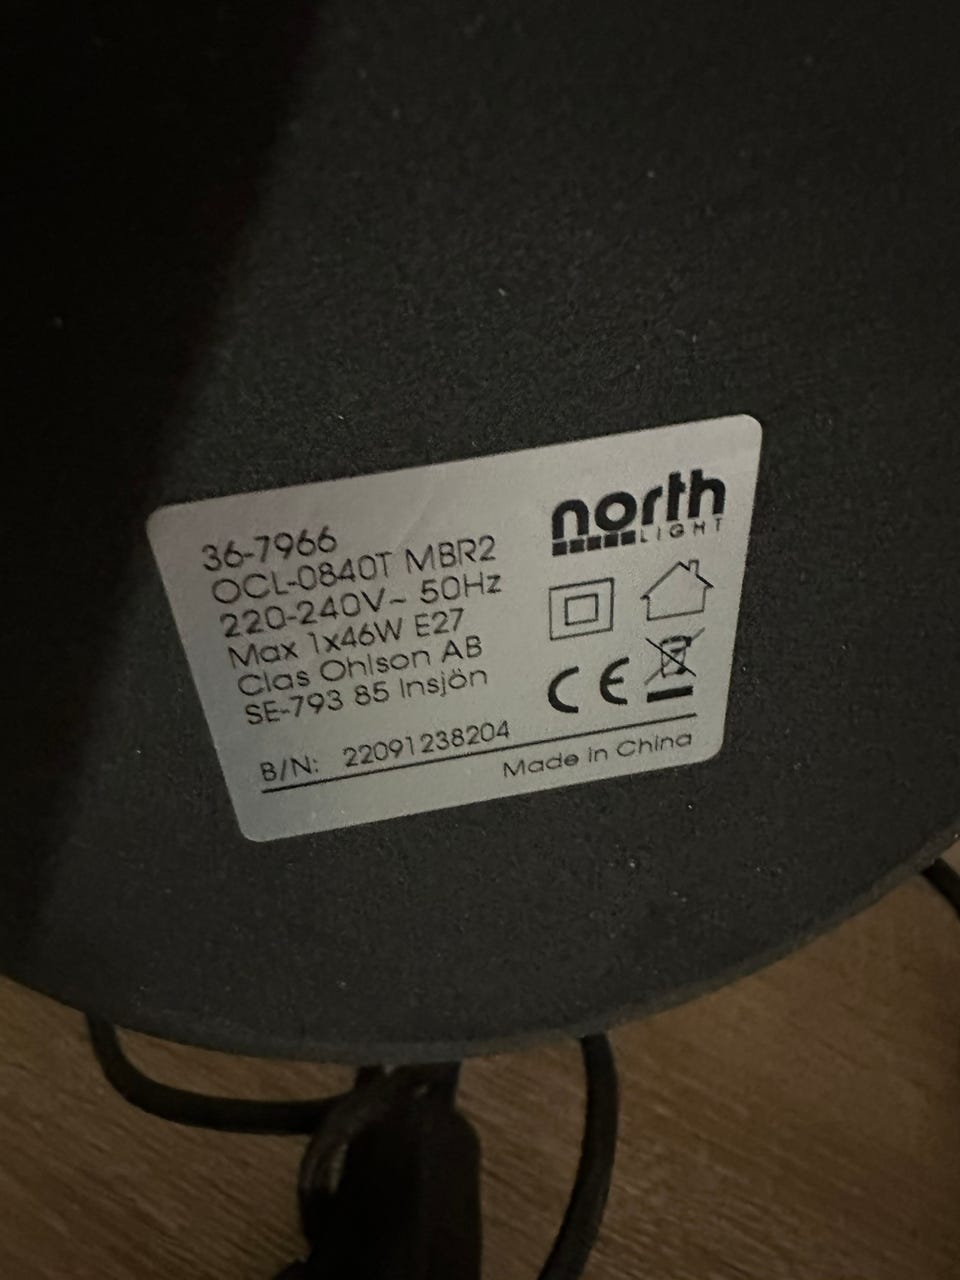 36-7966
OCL-0840T MBR2
220-240V~ 50Hz
Max 1x46W E27
Clas Ohlson AB
SE-793 85 Insjön
north
LIGHT
CE
B/N: 22091238204
Made in China